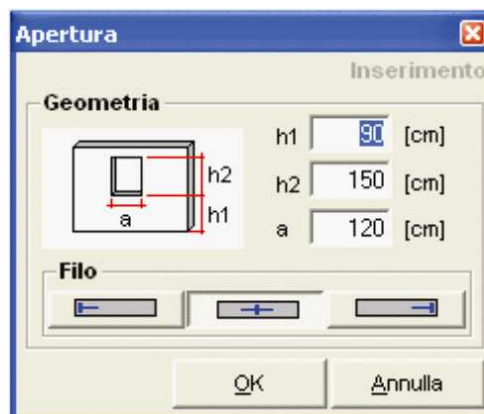 Apertura
Inserimento
Geometria
h2
h1
a
h1 90 [cm]
h2 150 [cm]
a 120 [cm]
Filo
OK Annulla